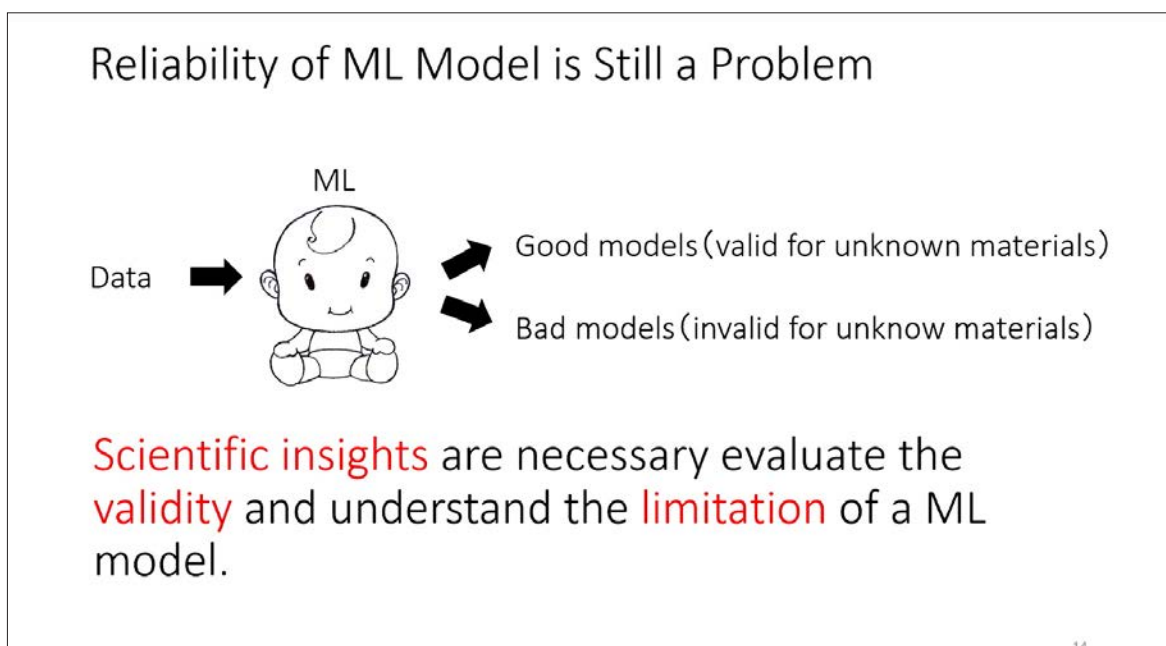 Reliability of ML Model is Still a Problem
ML
Data
Good models(valid for unknown materials)
Bad models(invalid for unknow materials)
Scientific insights are necessary evaluate the
validity and understand the limitation of a ML
model.